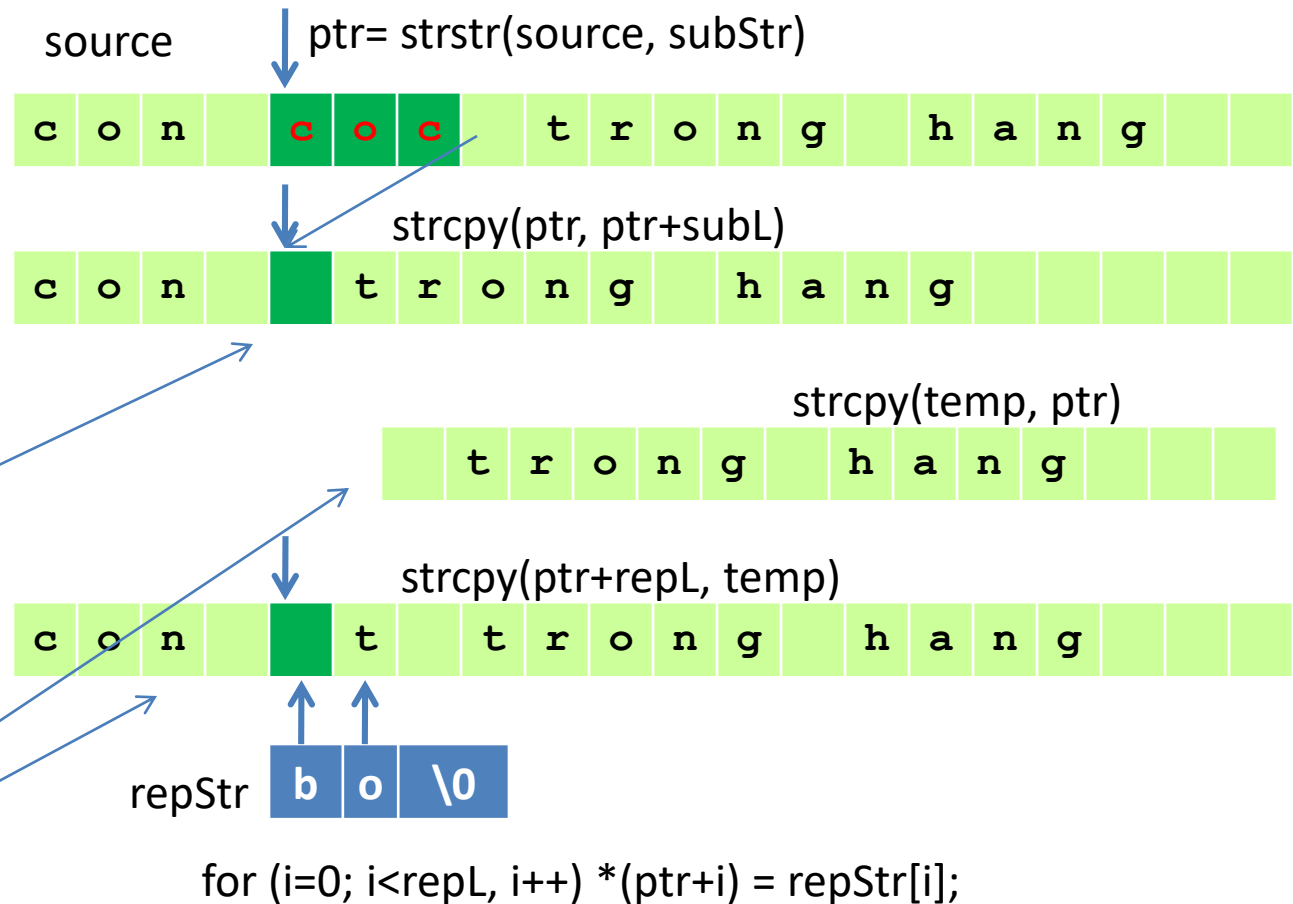 source ptr= strstr(source, subStr)
c o n c o c t r o n g h a n g
strcpy(ptr, ptr+subL)
c o n t r o n g h a n g
strcpy(temp, ptr)
t r o n g h a n g
strcpy(ptr+repL, temp)
c o n t t r o n g h a n g
repStr b o \0
for (i=0; i<repL, i++) *(ptr+i) = repStr[i];